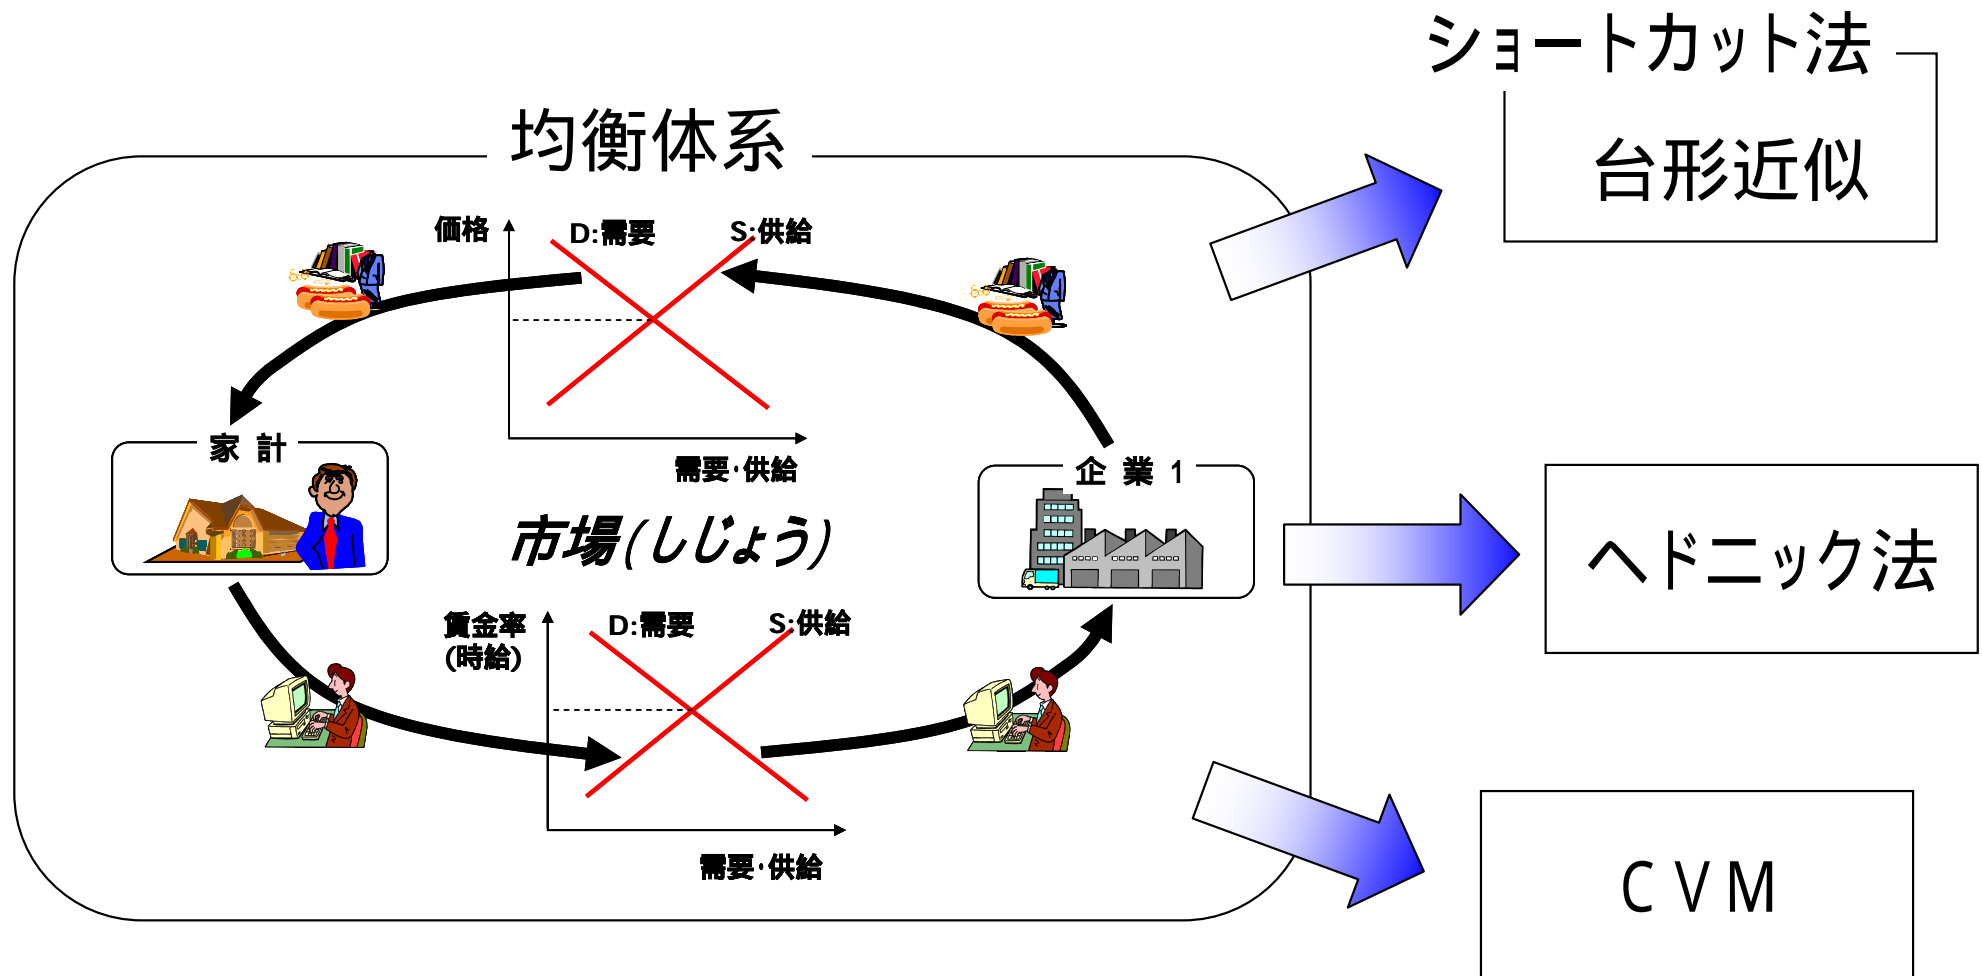 ショートカット法
台形近似
均衡体系
価格
D:需要
S:供給
需要・供給
家 計
企 業 1
市場(しじょう)
賃金率
(時給)
D:需要
S:供給
需要・供給
ヘドニック法
CVM